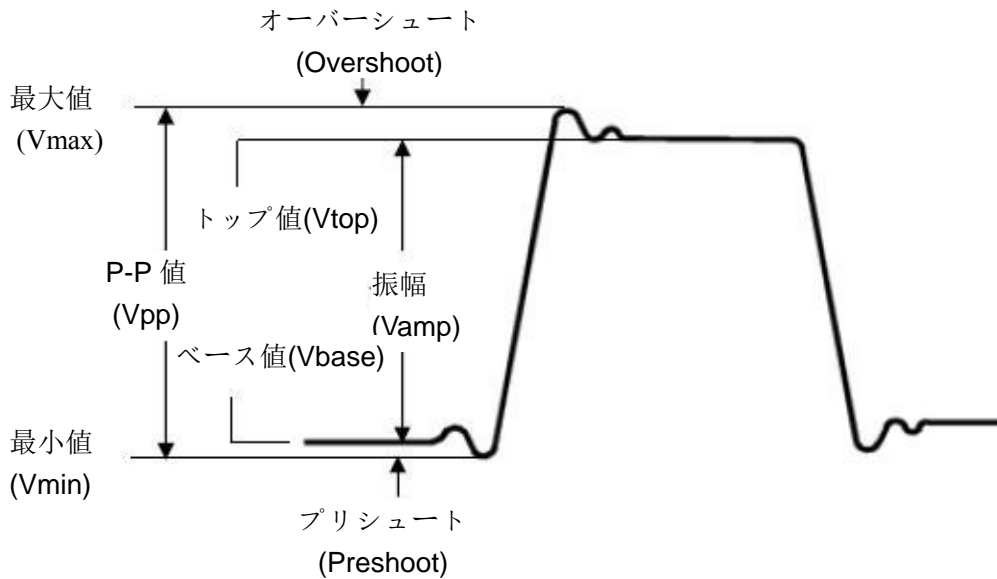 オーバーシュート
(Overshoot)
最大値
(Vmax)
トップ値(Vtop)
P-P 値
(Vpp)
振幅
(Vamp)
ベース値(Vbase)
最小値
(Vmin)
プリシュート
(Preshoot)